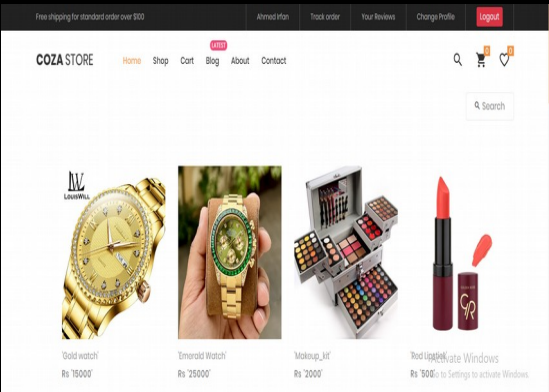 Free shipping for standard order over $100
Ahmed Irfan
Track order
Your Reviews
Change Profile
Logout
COZA STORE
Home
Shop
Cart
LATEST
Blog
About
Contact
0
0
Search
LOUISWILL
'Gold watch'
Rs '15000'
'Emorald Watch'
Rs '25000'
'Makeup_kit'
Rs '2000'
'Red Lipstick'
Rs '500'
Activate Windows
Go to Settings to activate Windows.